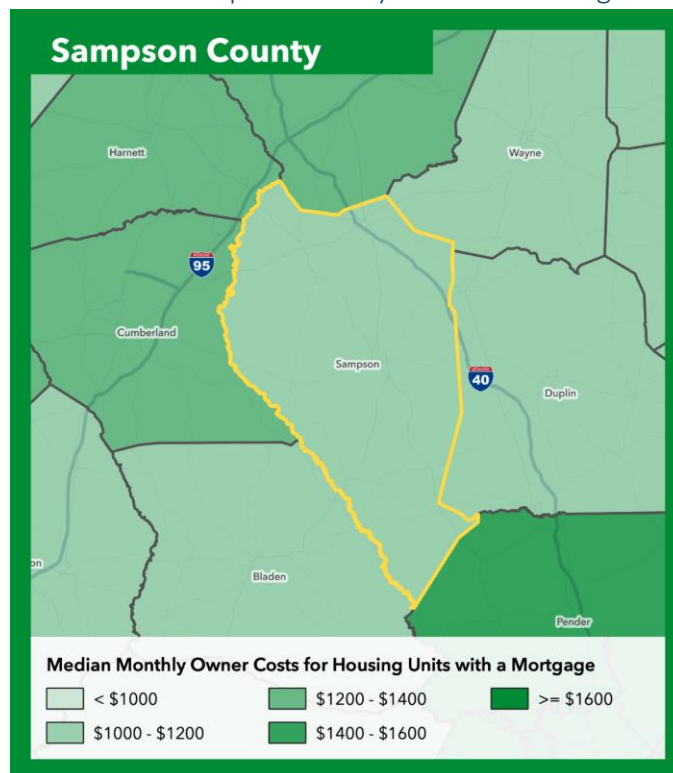 Sampson County
Harnett
Wayne
95
Cumberland
Sampson
40
Duplin
on
Bladen
Pender
Median Monthly Owner Costs for Housing Units with a Mortgage
< $1000
$1200 - $1400
>= $1600
$1000 - $1200
$1400 - $1600